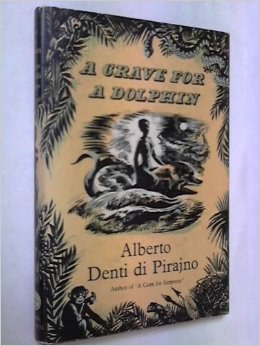 A GRAVE FOR
A DOLPHIN
Alberto
Denti di Pirajno
Author of "A Cure for Serpents"